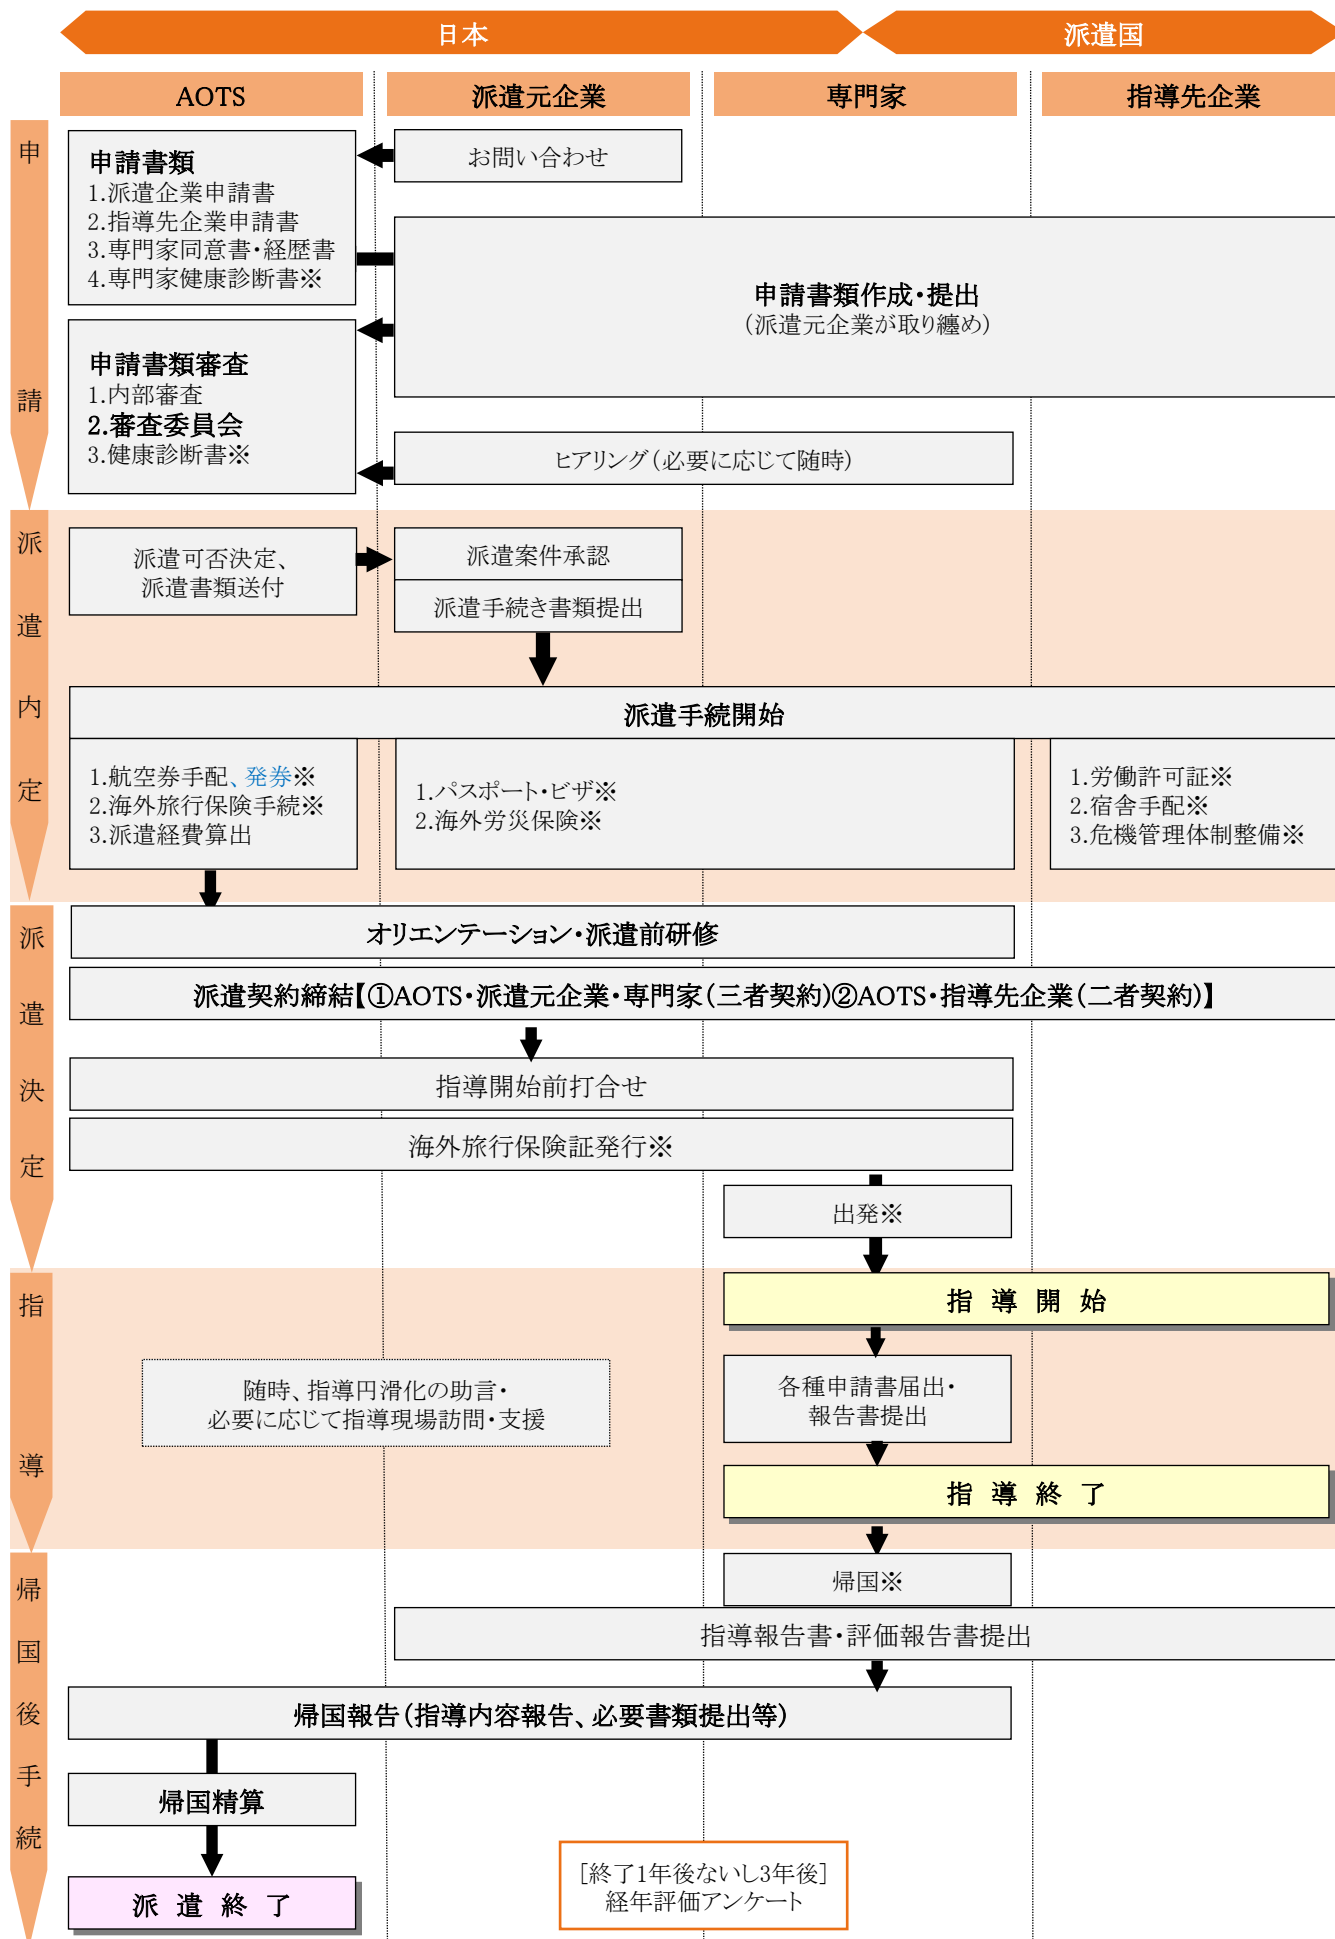 日本
派遣国
AOTS
派遣元企業
専門家
指導先企業
申
請
申請書類
1.派遣企業申請書
2.指導先企業申請書
3.専門家同意書・経歴書
4.専門家健康診断書※
お問い合わせ
申請書類作成・提出
（派遣元企業が取り纏め）
申請書類審査
1.内部審査
2.審査委員会
3.健康診断書※
ヒアリング（必要に応じて随時）
派
遣
内
定
派遣可否決定、
派遣書類送付
派遣案件承認
派遣手続き書類提出
派遣手続開始
1.航空券手配、発券※
2.海外旅行保険手続※
3.派遣経費算出
1.パスポート・ビザ※
2.海外労災保険※
1.労働許可証※
2.宿舎手配※
3.危機管理体制整備※
派
遣
決
定
オリエンテーション・派遣前研修
派遣契約締結【①AOTS・派遣元企業・専門家（三者契約）②AOTS・指導先企業（二者契約）】
指導開始前打合せ
海外旅行保険証発行※
出発※
指
導
指 導 開 始
随時、指導円滑化の助言・
必要に応じて指導現場訪問・支援
各種申請書届出・
報告書提出
指 導 終 了
帰
国
後
手
続
帰国※
指導報告書・評価報告書提出
帰国報告（指導内容報告、必要書類提出等）
帰国精算
派 遣 終 了
［終了1年後ないし3年後］
経年評価アンケート